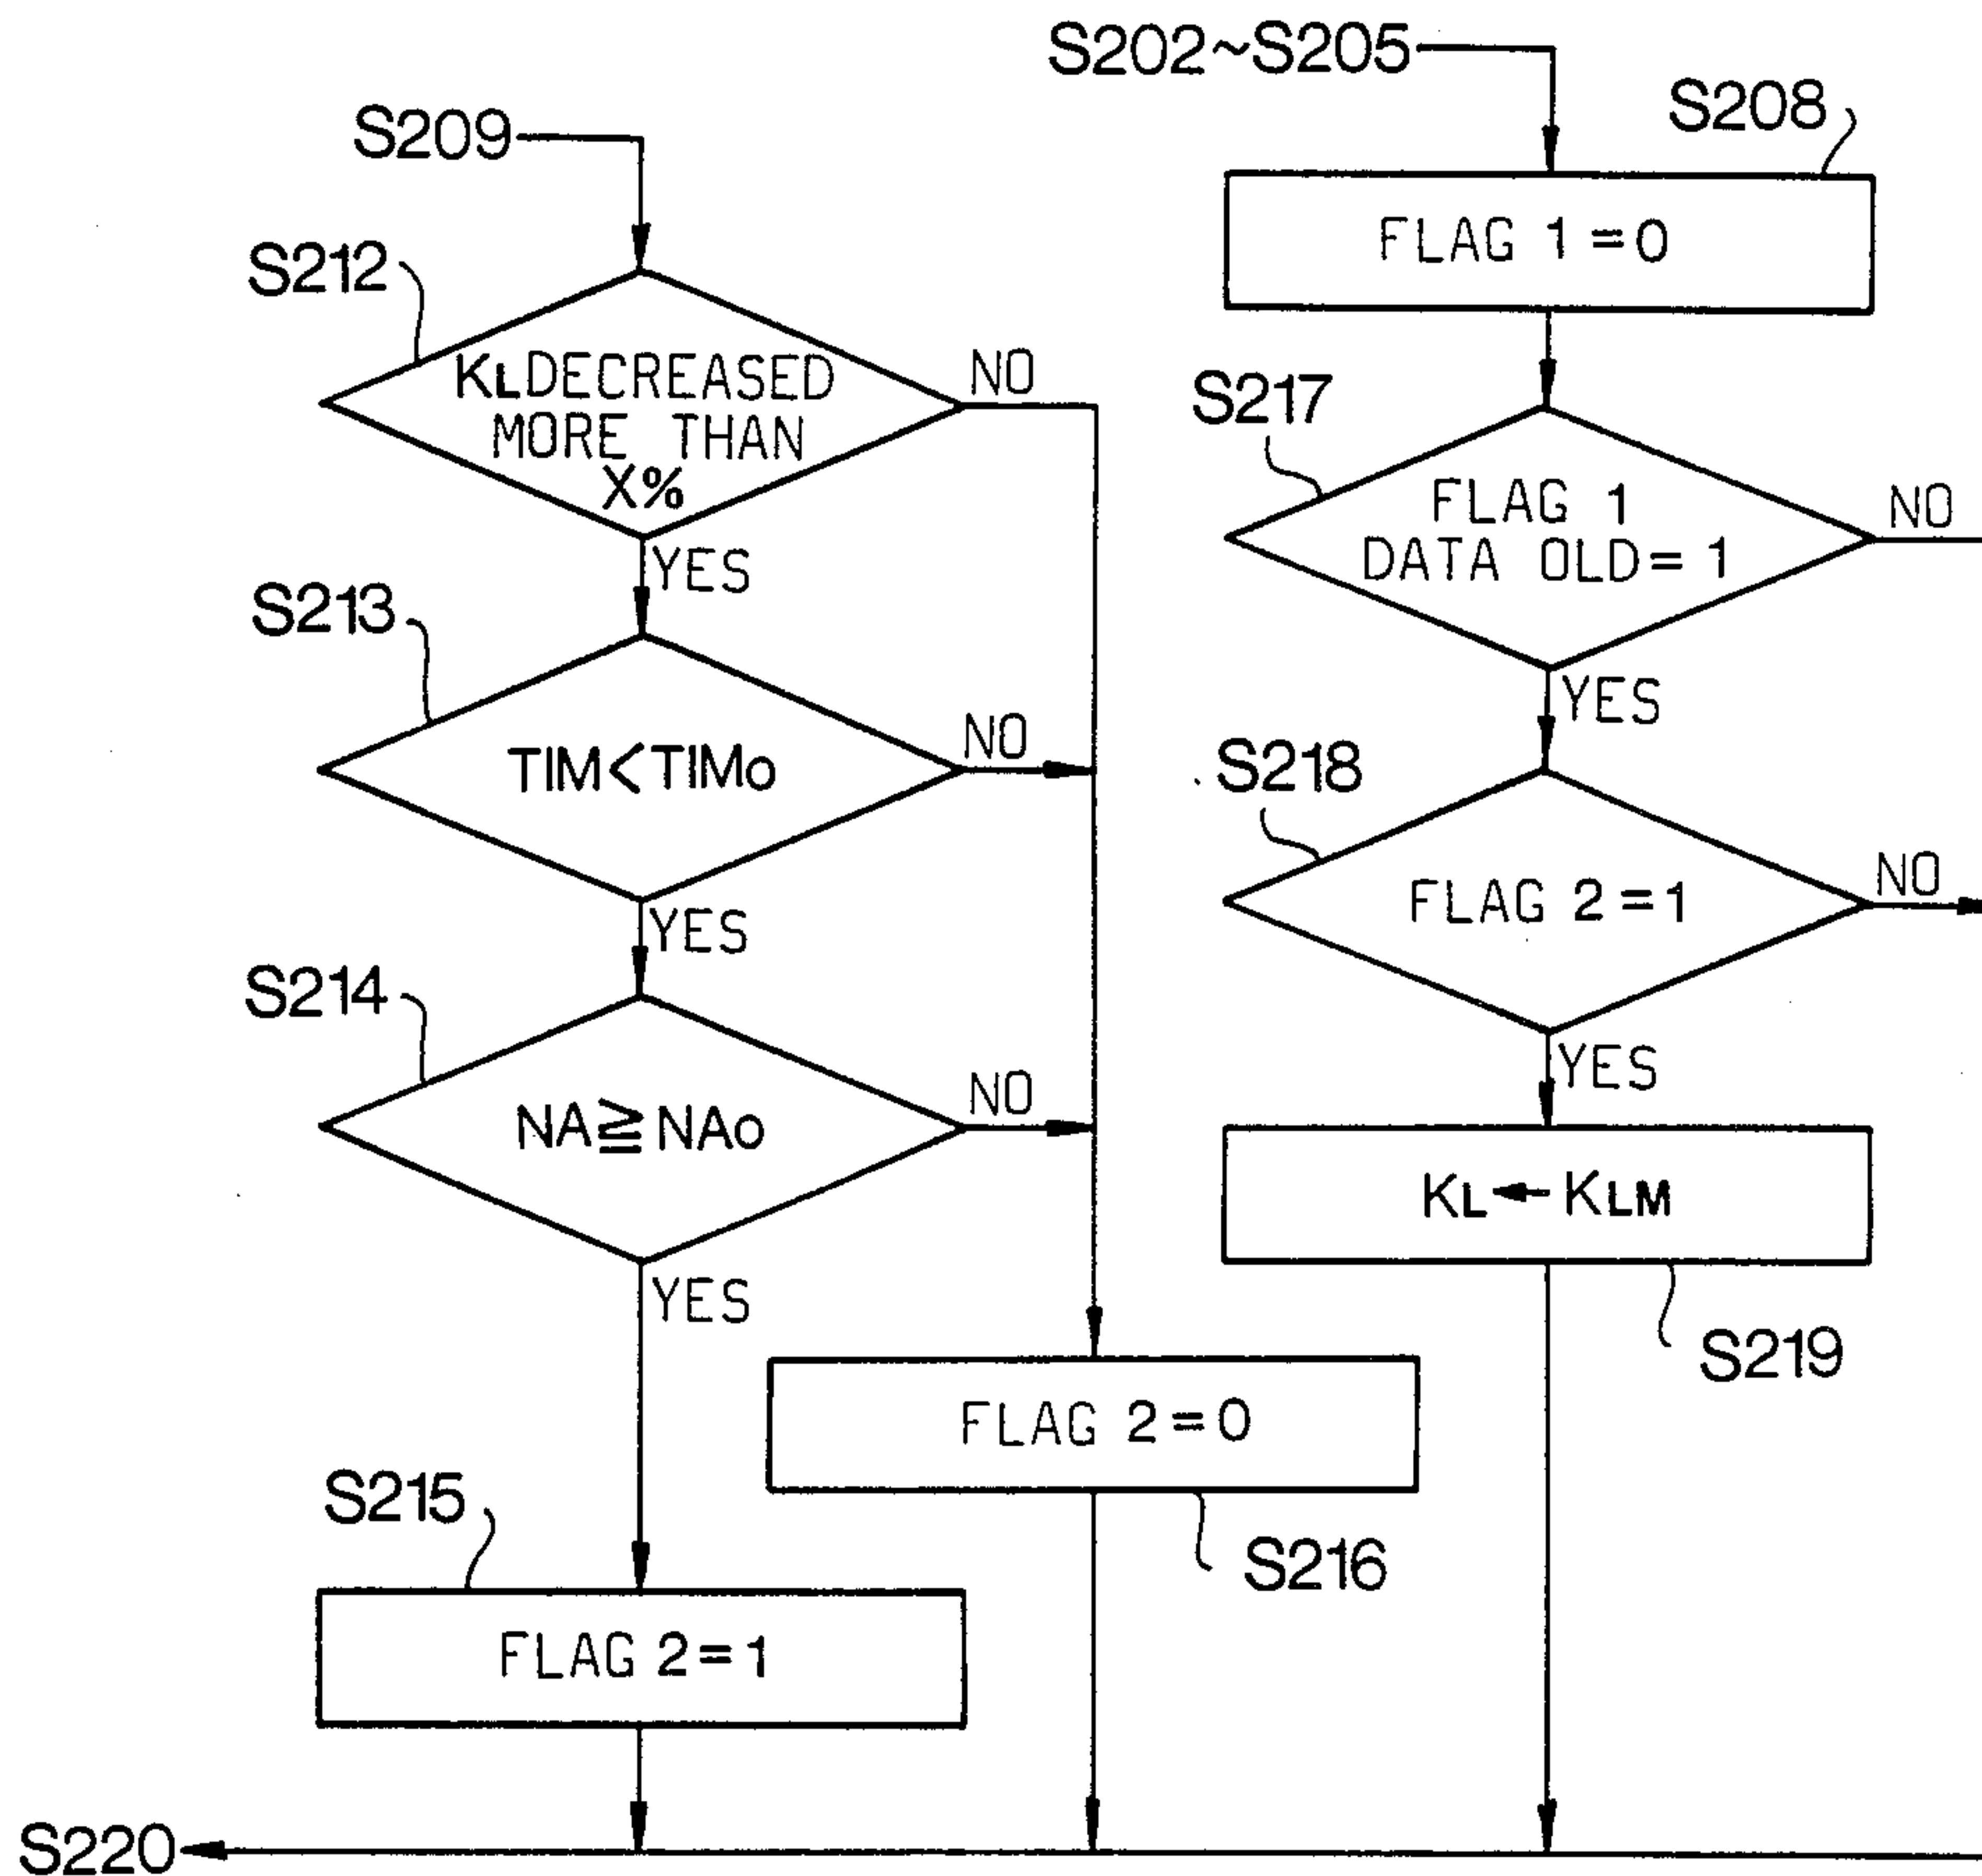 S209
S212
KLDECREASED
MORE THAN
X%
NO
YES
S213
TIM<TIMo
NO
YES
S214
NA≧NAo
NO
YES
S215
FLAG 2=1
FLAG 2=0
S216
S202~S205
S208
FLAG 1=0
S217
FLAG 1
DATA OLD=1
NO
YES
S218
FLAG 2=1
NO
YES
KL←KLM
S219
S220